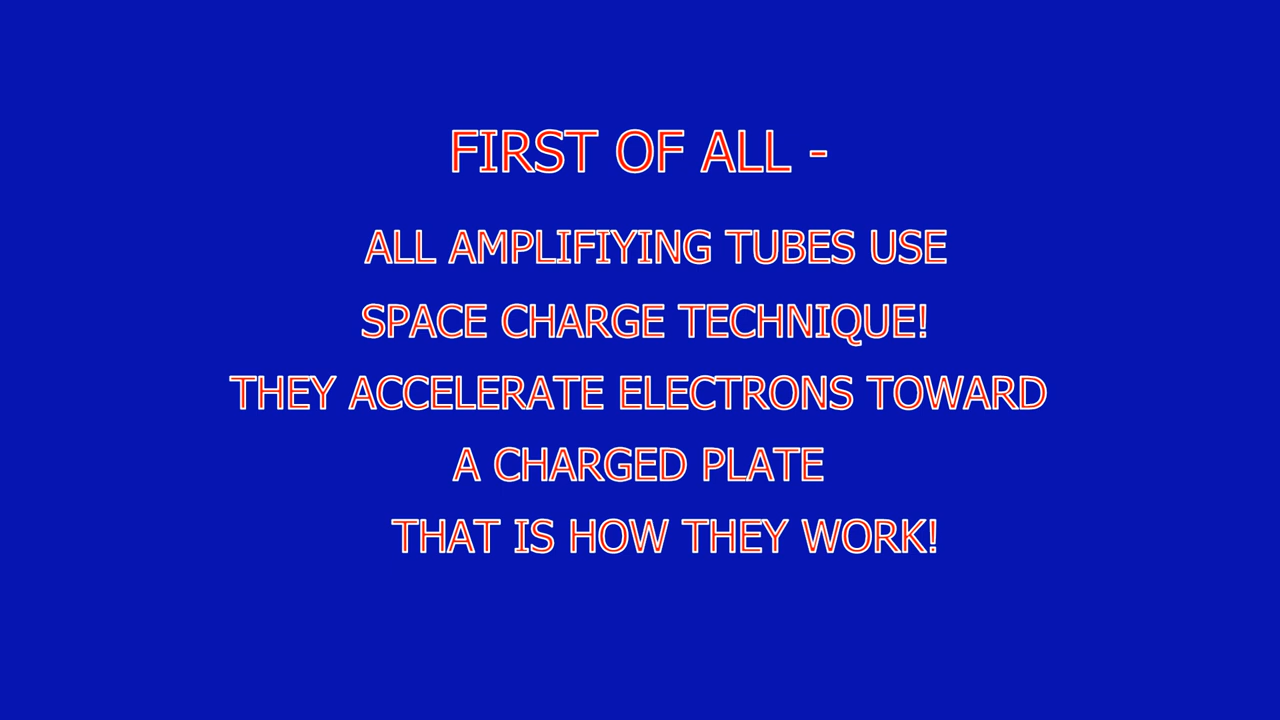 FIRST OF ALL -
ALL AMPLIFIYING TUBES USE
SPACE CHARGE TECHNIQUE!
THEY ACCELERATE ELECTRONS TOWARD
A CHARGED PLATE
THAT IS HOW THEY WORK!